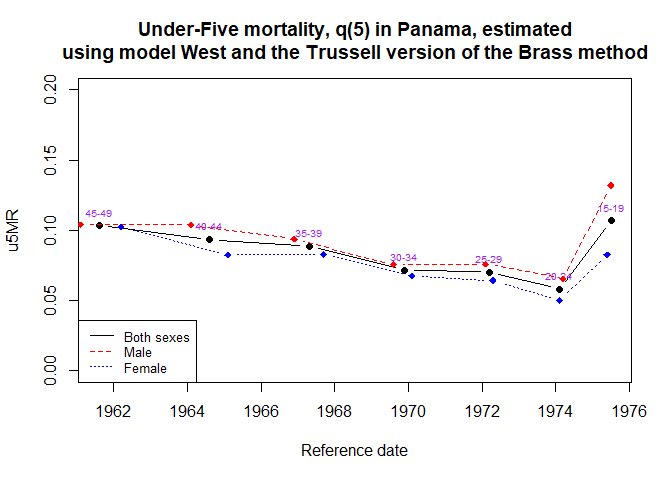 Under-Five mortality, q(5) in Panama, estimated
using model West and the Trussell version of the Brass method
u5MR
0.20
0.15
0.10
0.05
0.00
45-49
40-44
35-39
30-34
25-29
20-24
15-19
Both sexes
Male
Female
1962 1964 1966 1968 1970 1972 1974 1976
Reference date